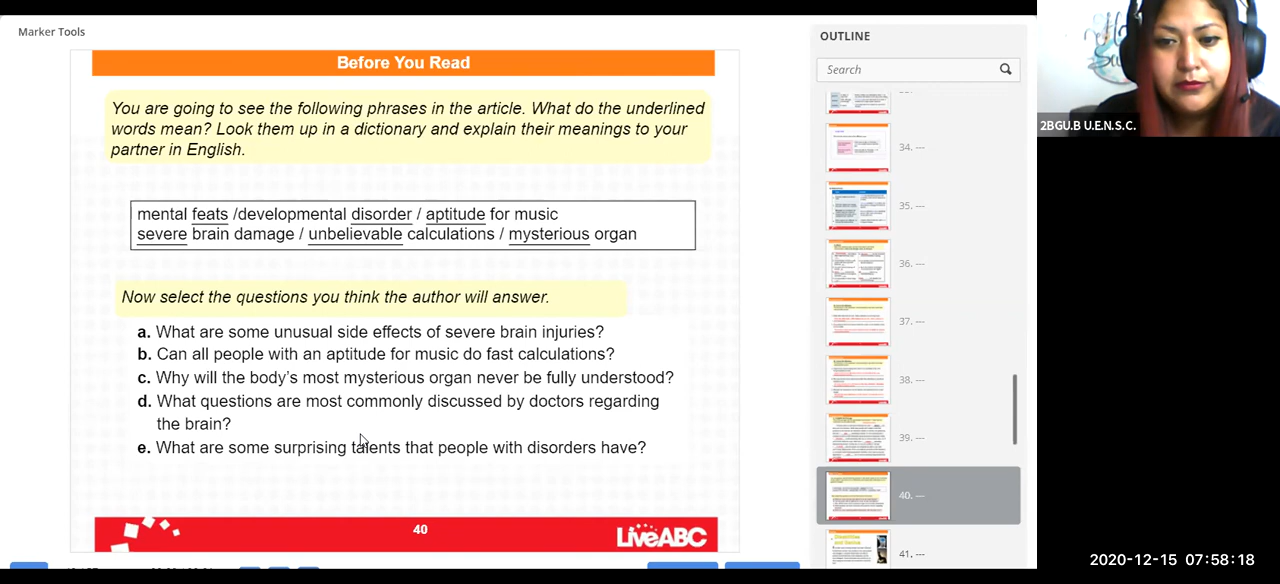 Marker Tools
Before You Read
You are going to see the following phrases in the article. What do the underlined
words mean? Look them up in a dictionary and explain their meanings to your
partner in English.
mental feats /developmental disorder / aptitude for music
severe brain damage / unbelievable calculations / mysterious organ
Now select the questions you think the author will answer.
a. What are some unusual side effects of severe brain injuries?
b. Can all people with an aptitude for music do fast calculations?
c. Why will the body's most mysterious organ never be fully understood?
d. What questions are most commonly discussed by doctors regarding
the brain?
What are some surprising talents that people with disorders have?
40
LiveABC
OUTLINE
Search
34. ---
35. ---
36. ---
37. ---
38. ---
39. ---
40. ---
41. ---
2BGU.B U.E.N.S.C.
2020-12-15 07:58:18